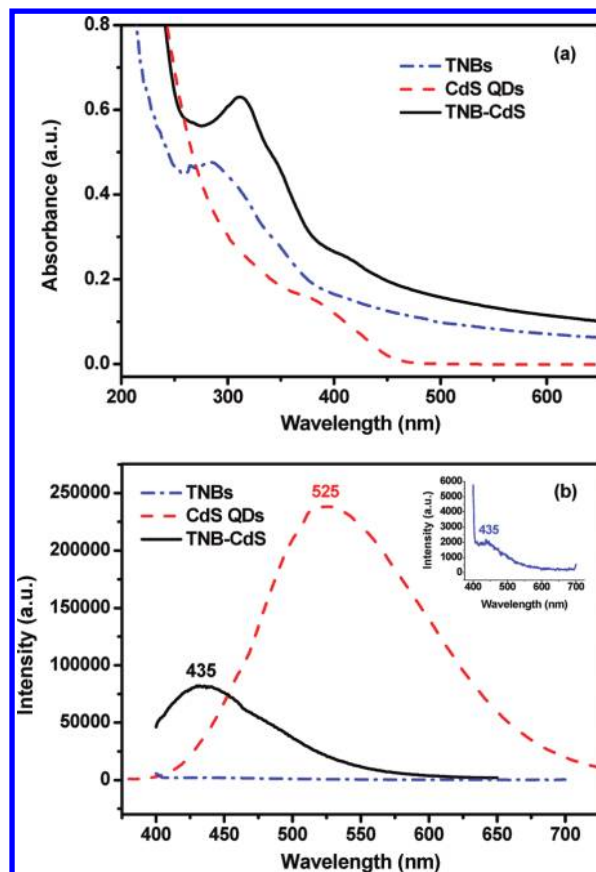 (a)
TNBs
CdS QDs
TNB-CdS
0.8
0.6
0.4
0.2
0.0
Absorbance (a.u.)
200 300 400 500 600
Wavelength (nm)
(b)
TNBs
CdS QDs
TNB-CdS
525
435
250000
200000
150000
100000
50000
0
Intensity (a.u.)
400 450 500 550 600 650 700
Wavelength (nm)
6000
5000
4000
3000
2000
1000
0
435
Intensity (a.u.)
400 500 600 700
Wavelength (nm)